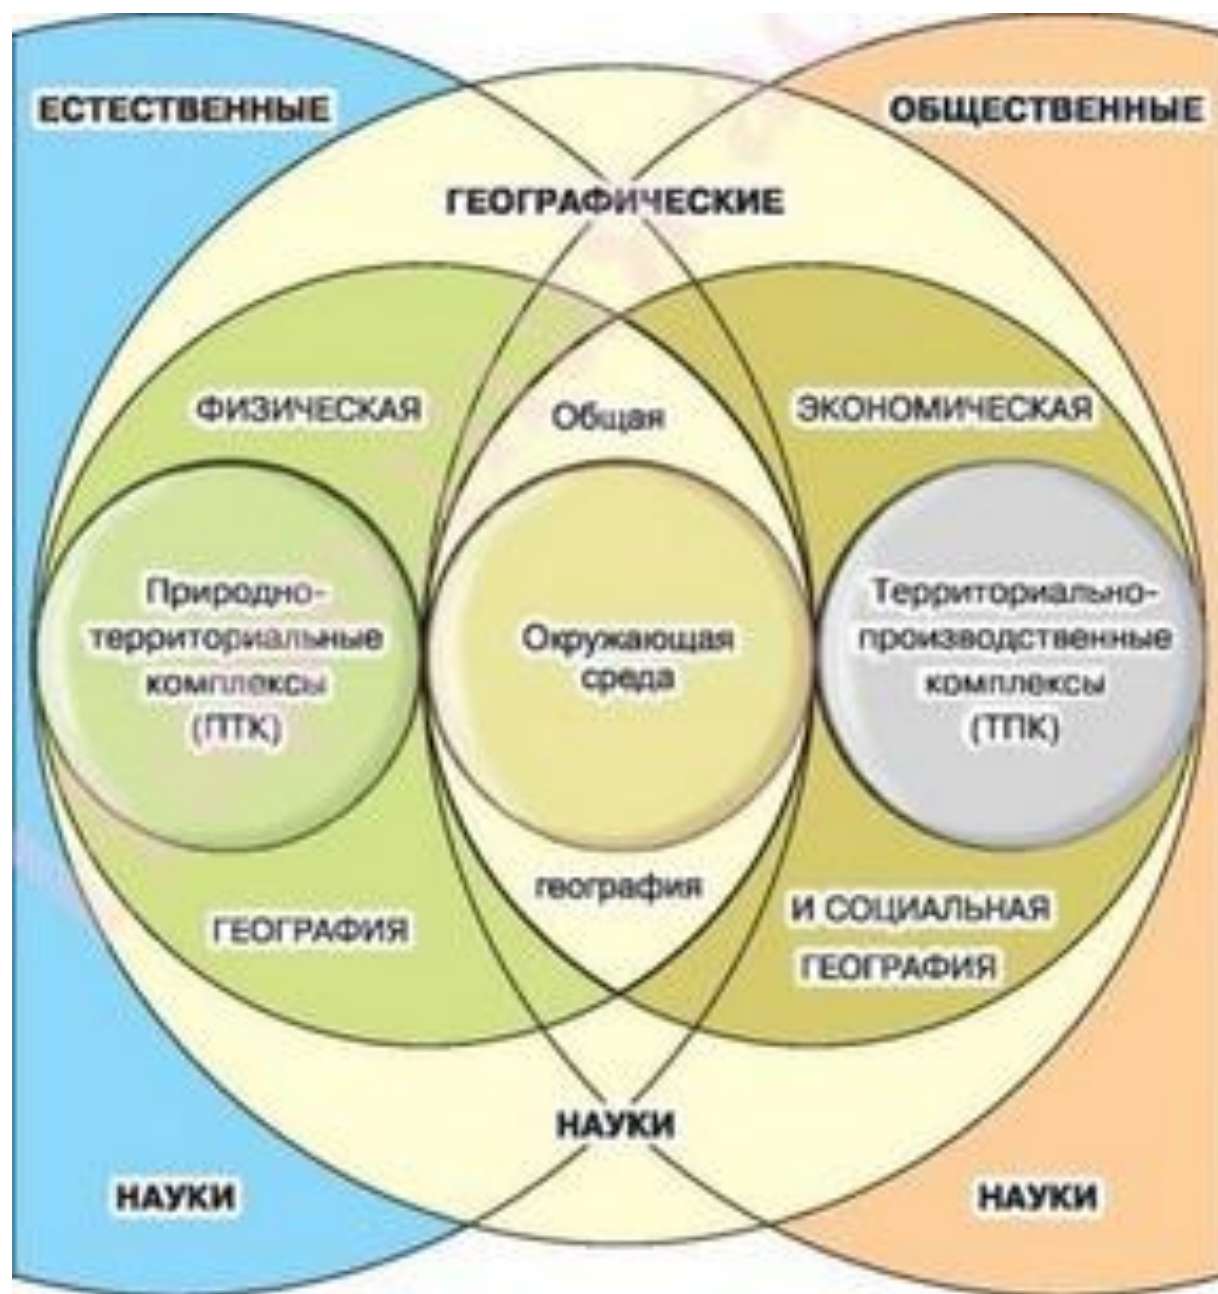 ЕСТЕСТВЕННЫЕ
ОБЩЕСТВЕННЫЕ
ГЕОГРАФИЧЕСКИЕ
ФИЗИЧЕСКАЯ
Общая
ЭКОНОМИЧЕСКАЯ
Природно-
территориальные
комплексы
(ПТК)
Окружающая
среда
Территориально-
производственные
комплексы
(ТПК)
география
ГЕОГРАФИЯ
И СОЦИАЛЬНАЯ
ГЕОГРАФИЯ
НАУКИ
НАУКИ
НАУКИ